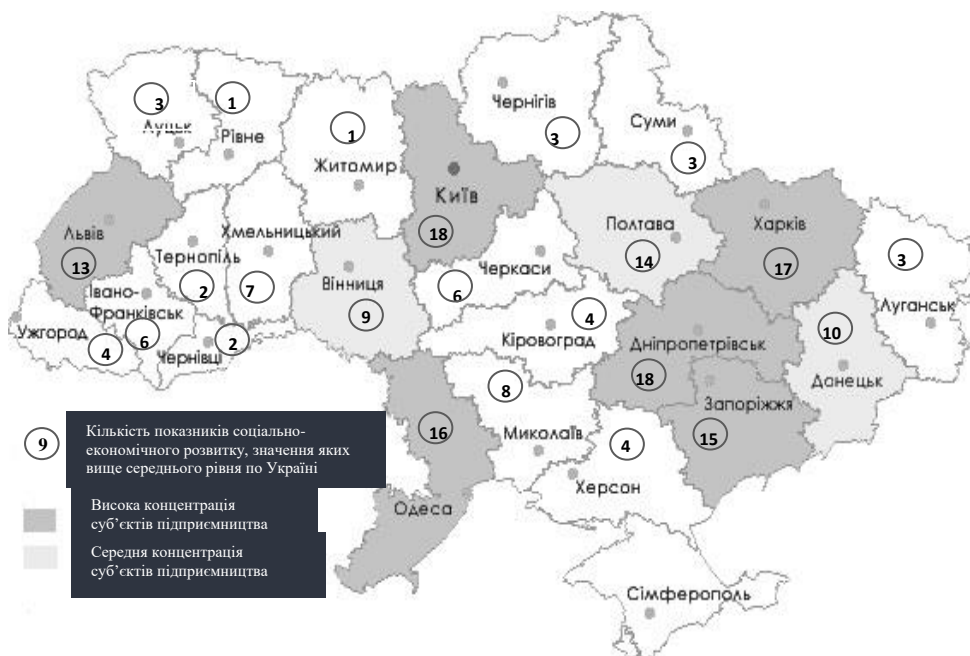 Чернігів
3
Суми
3
3
Луцьк
1
Рівне
1
Житомир
Київ
18
Львів
13
Тернопіль
2
Хмельницький
7
Вінниця
9
Черкаси
6
Полтава
14
Харків
17
3
Луганськ
Івано-
Франківськ
6
Ужгород
4
Чернівці
2
4
Кіровоград
Дніпропетрівськ
18
10
Донецьк
Запоріжжя
15
8
Миколаїв
4
Херсон
16
Одеса
Сімферополь
9
Кількість показників соціально-
економічного розвитку, значення яких
вище середнього рівня по Україні
Висока концентрація
суб’єктів підприємництва
Середня концентрація
суб’єктів підприємництва